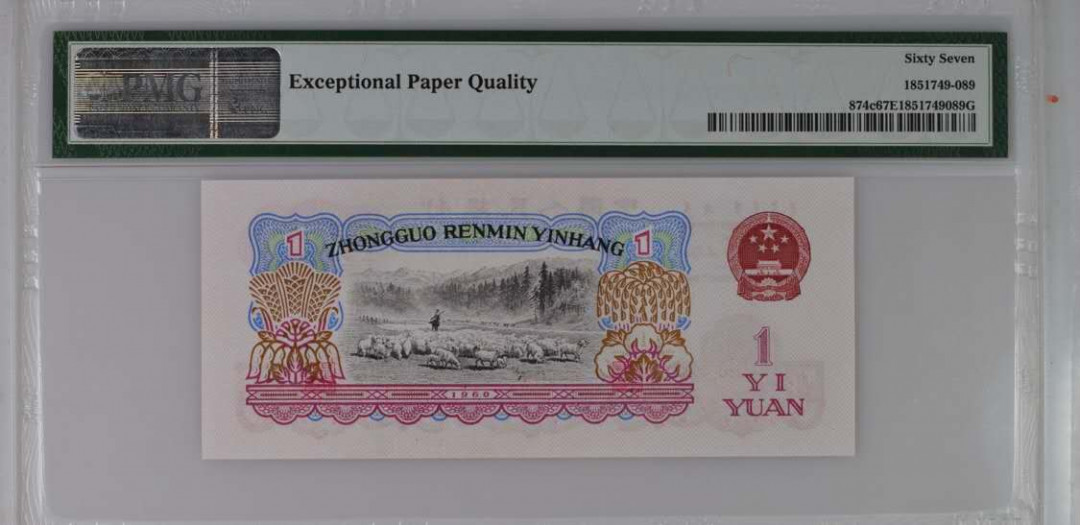 PMG
Exceptional Paper Quality
Sixty Seven
1851749-089
874c67E1851749089G
1
ZHONGGUO RENMIN YINHANG
1
1960
1
YI
YUAN